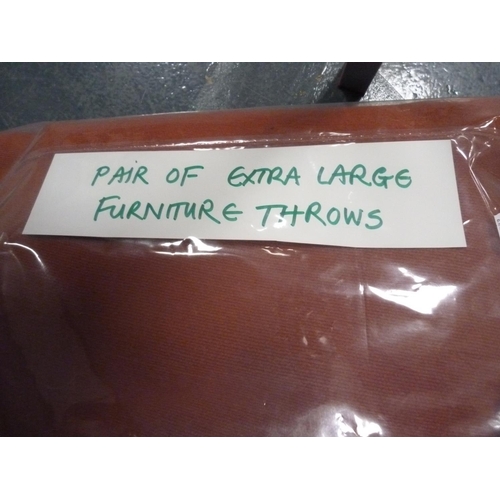 PAIR OF EXTRA LARGE
FURNITURE THROWS